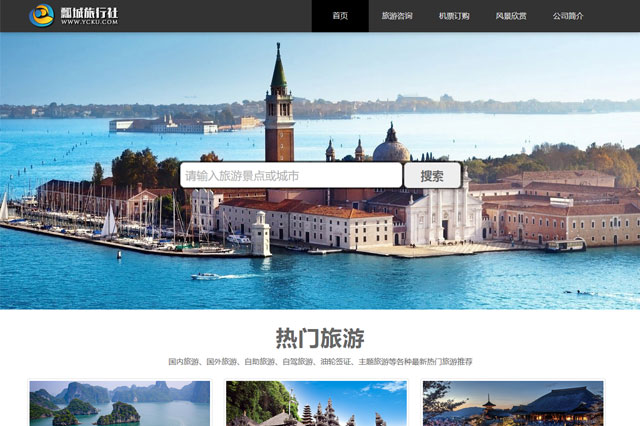 瓢城旅行社
WWW.YCKU.COM
首页 旅游咨询 机票订购 风景欣赏 公司简介
请输入旅游景点或城市 搜索
热门旅游
国内旅游、国外旅游、自助旅游、自驾旅游、油轮签证、主题旅游等各种最新热门旅游推荐